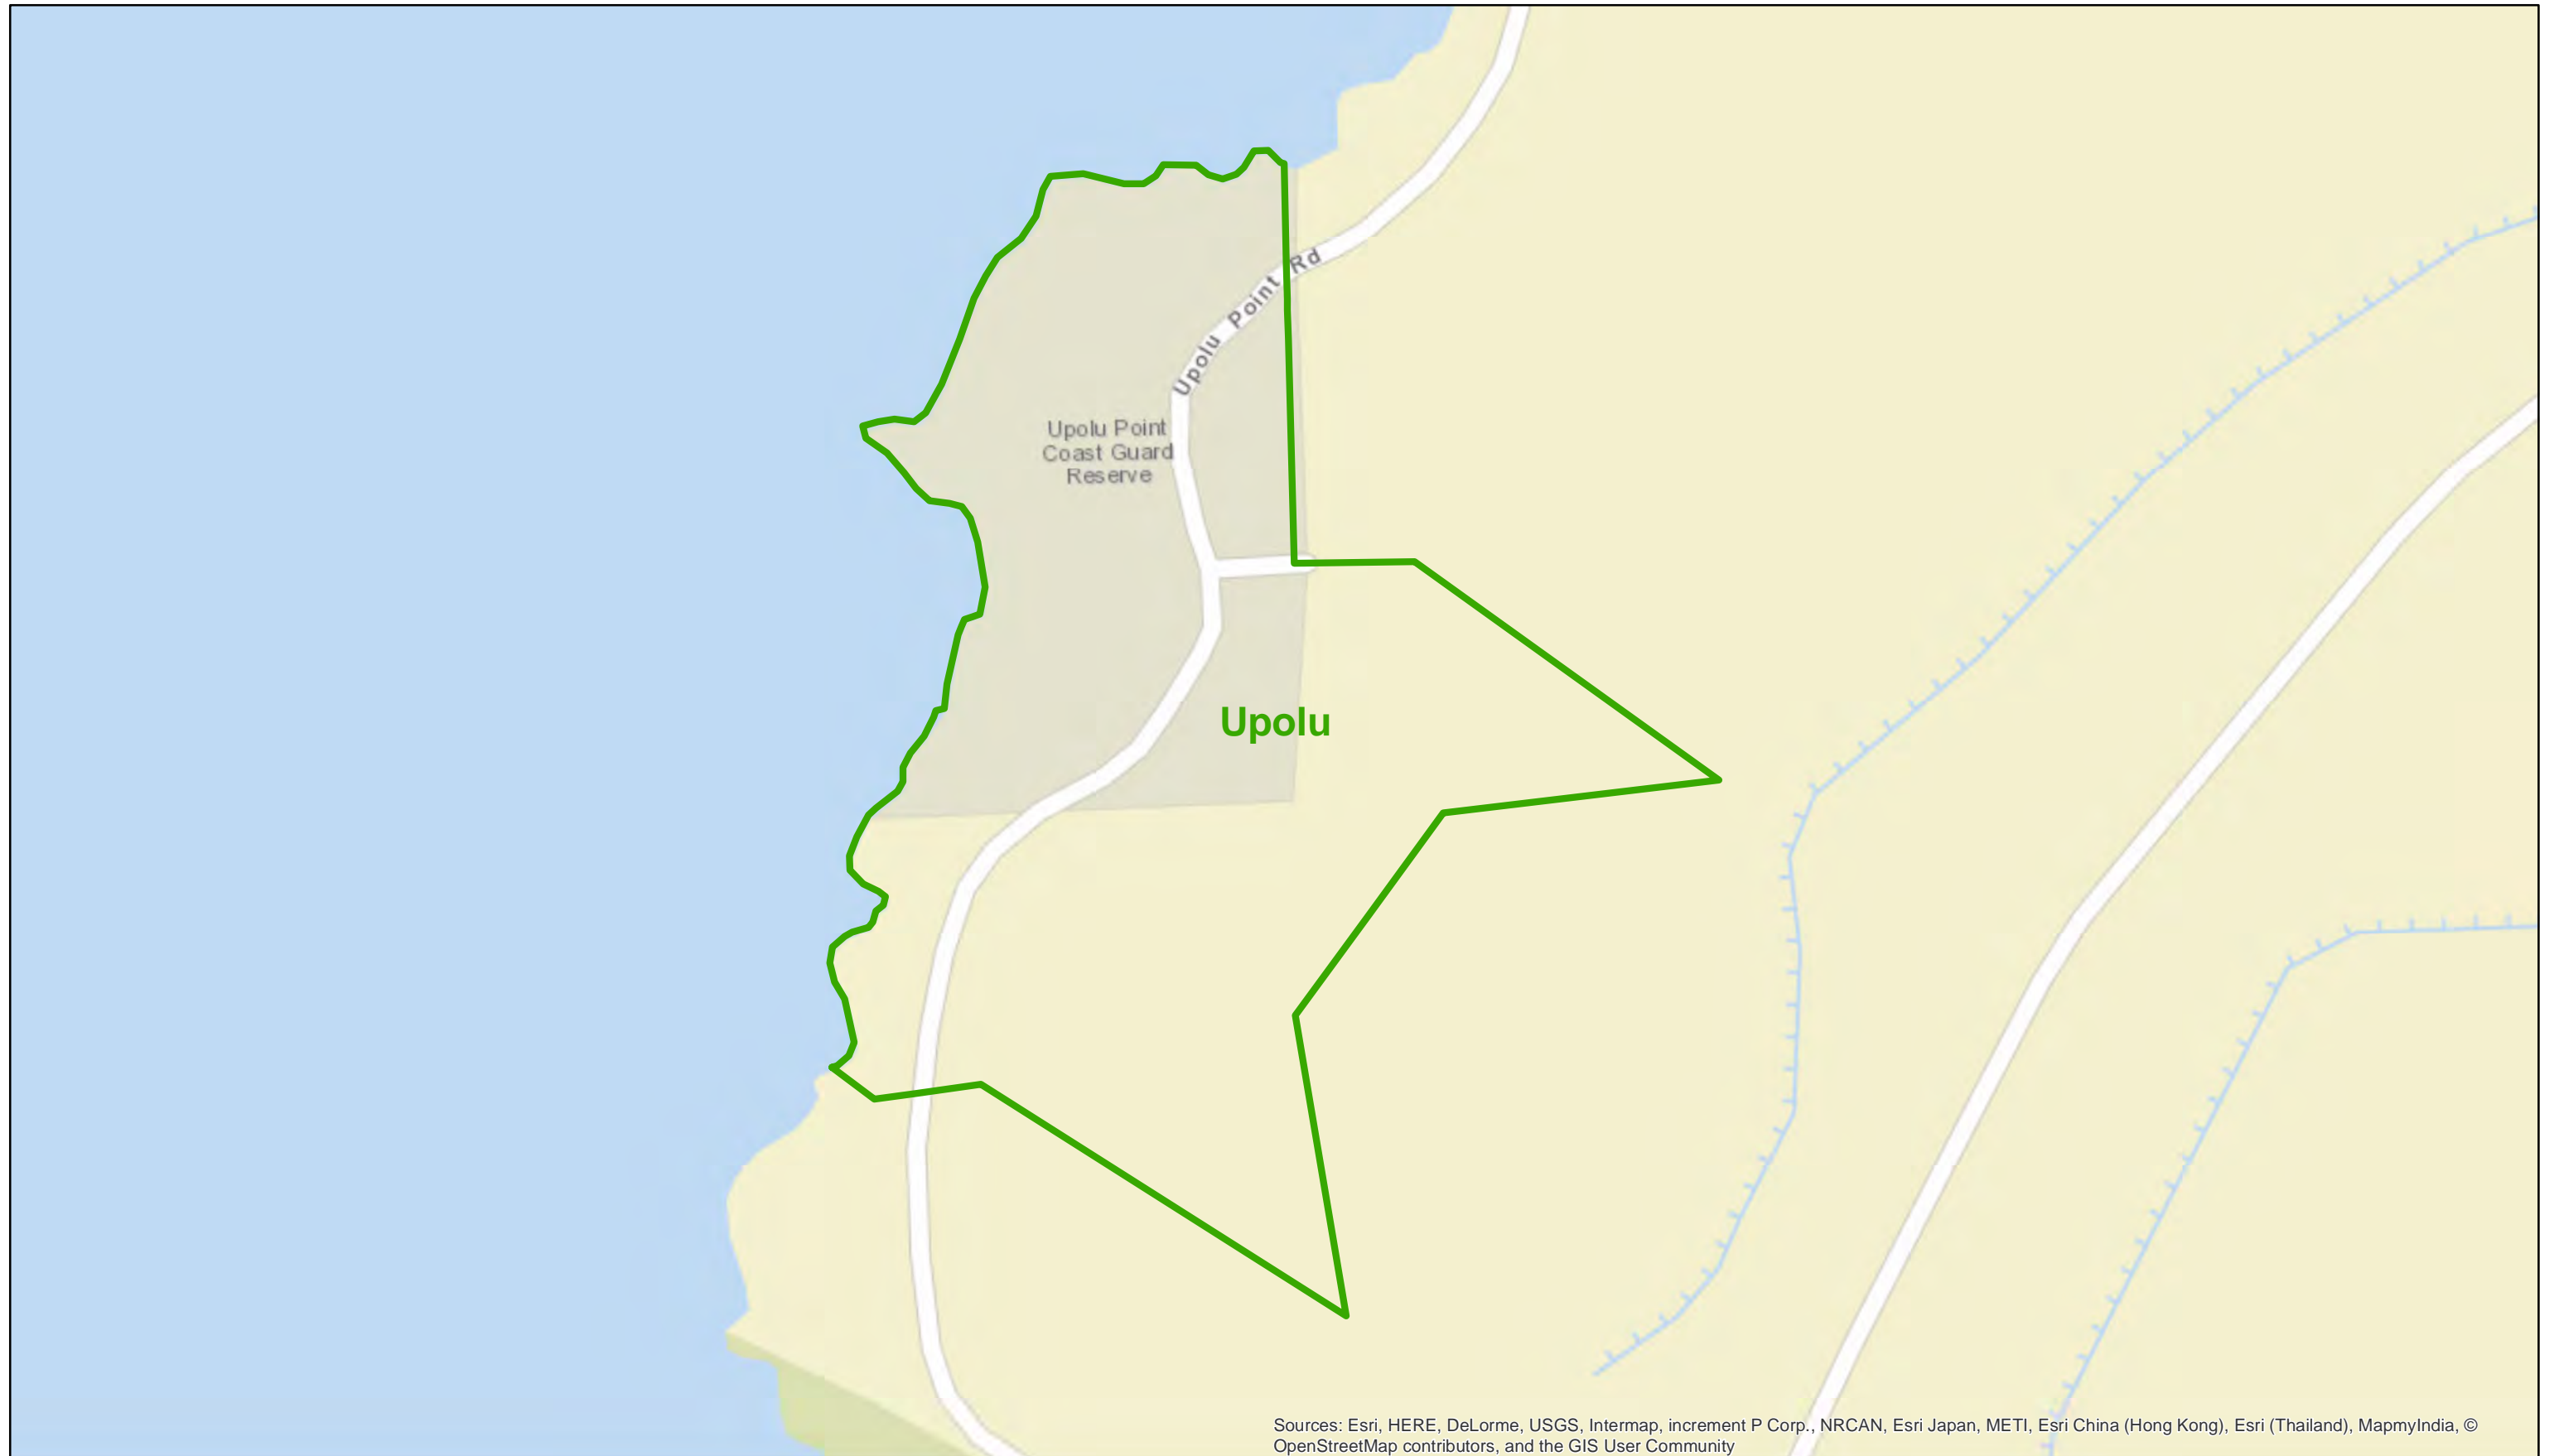 Upolu Point Rd
Upolu Point
Coast Guard
Reserve
Upolu
Sources: Esri, HERE, DeLorme, USGS, Intermap, increment P Corp., NRCAN, Esri Japan, METI, Esri China (Hong Kong), Esri (Thailand), MapmyIndia, ©
OpenStreetMap contributors, and the GIS User Community